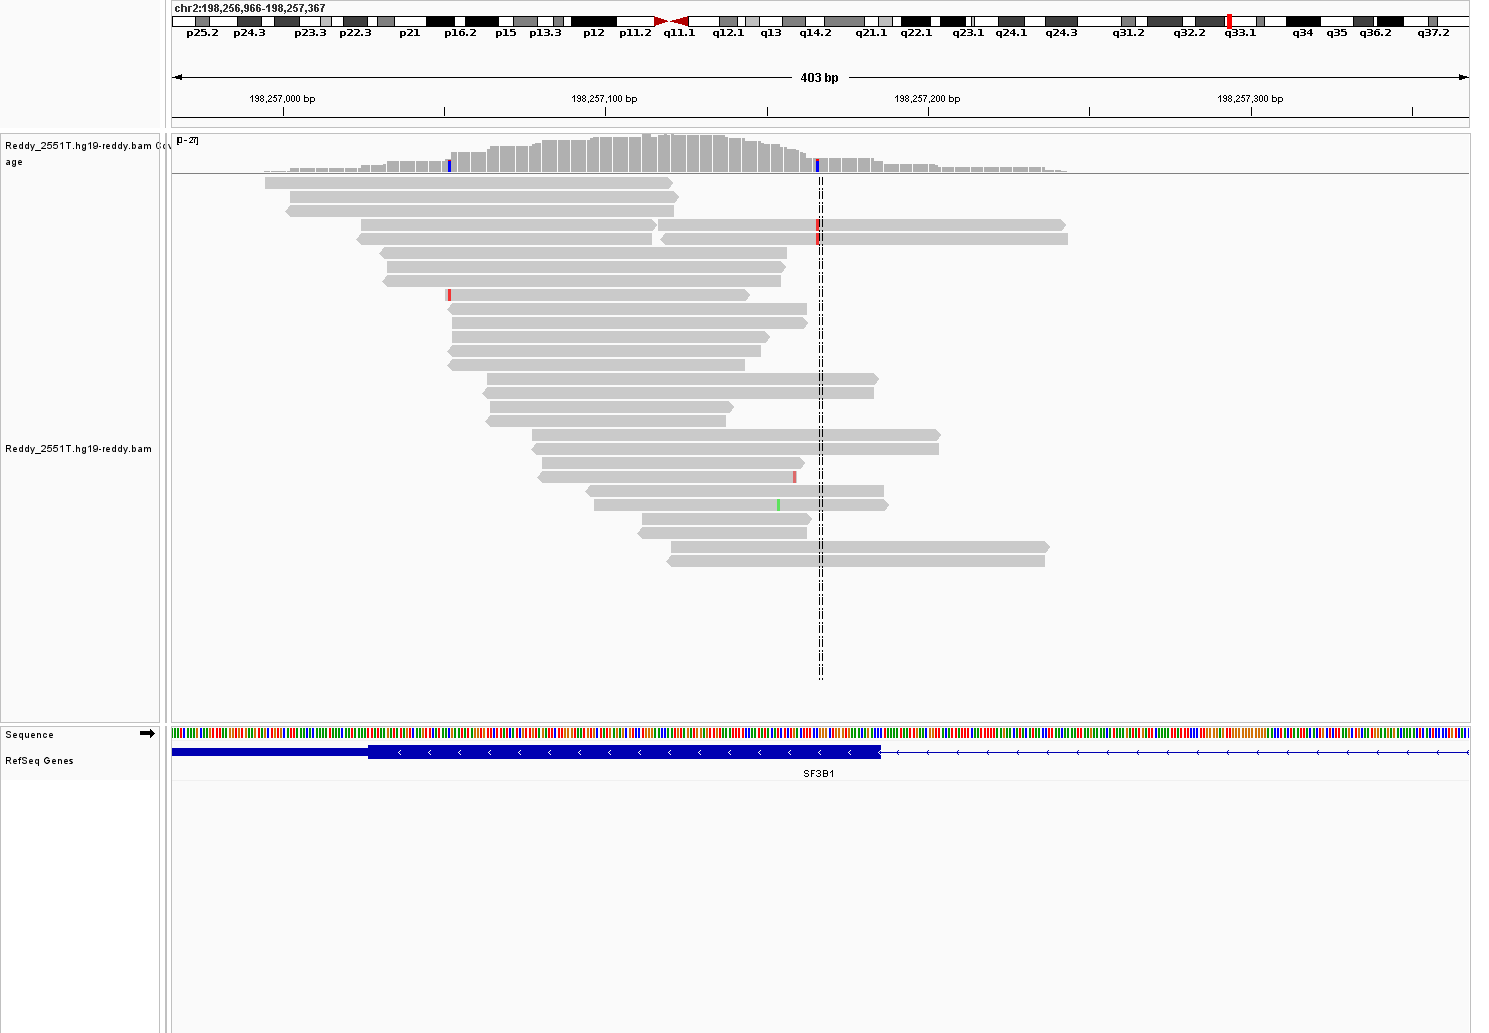 chr2:198,256,966-198,257,367
p25.2 p24.3 p23.3 p22.3 p21 p16.2 p15 p13.3 p12 p11.2 q11.1 q12.1 q13 q14.2 q21.1 q22.1 q23.1 q24.1 q24.3 q31.2 q32.2 q33.1 q34 q35 q36.2 q37.2
403 bp
198,257,000 bp 198,257,100 bp 198,257,200 bp 198,257,300 bp
[0 - 27]
Reddy_2551T.hg19-reddy.bam Cov
age
Reddy_2551T.hg19-reddy.bam
Sequence
RefSeq Genes
SF3B1